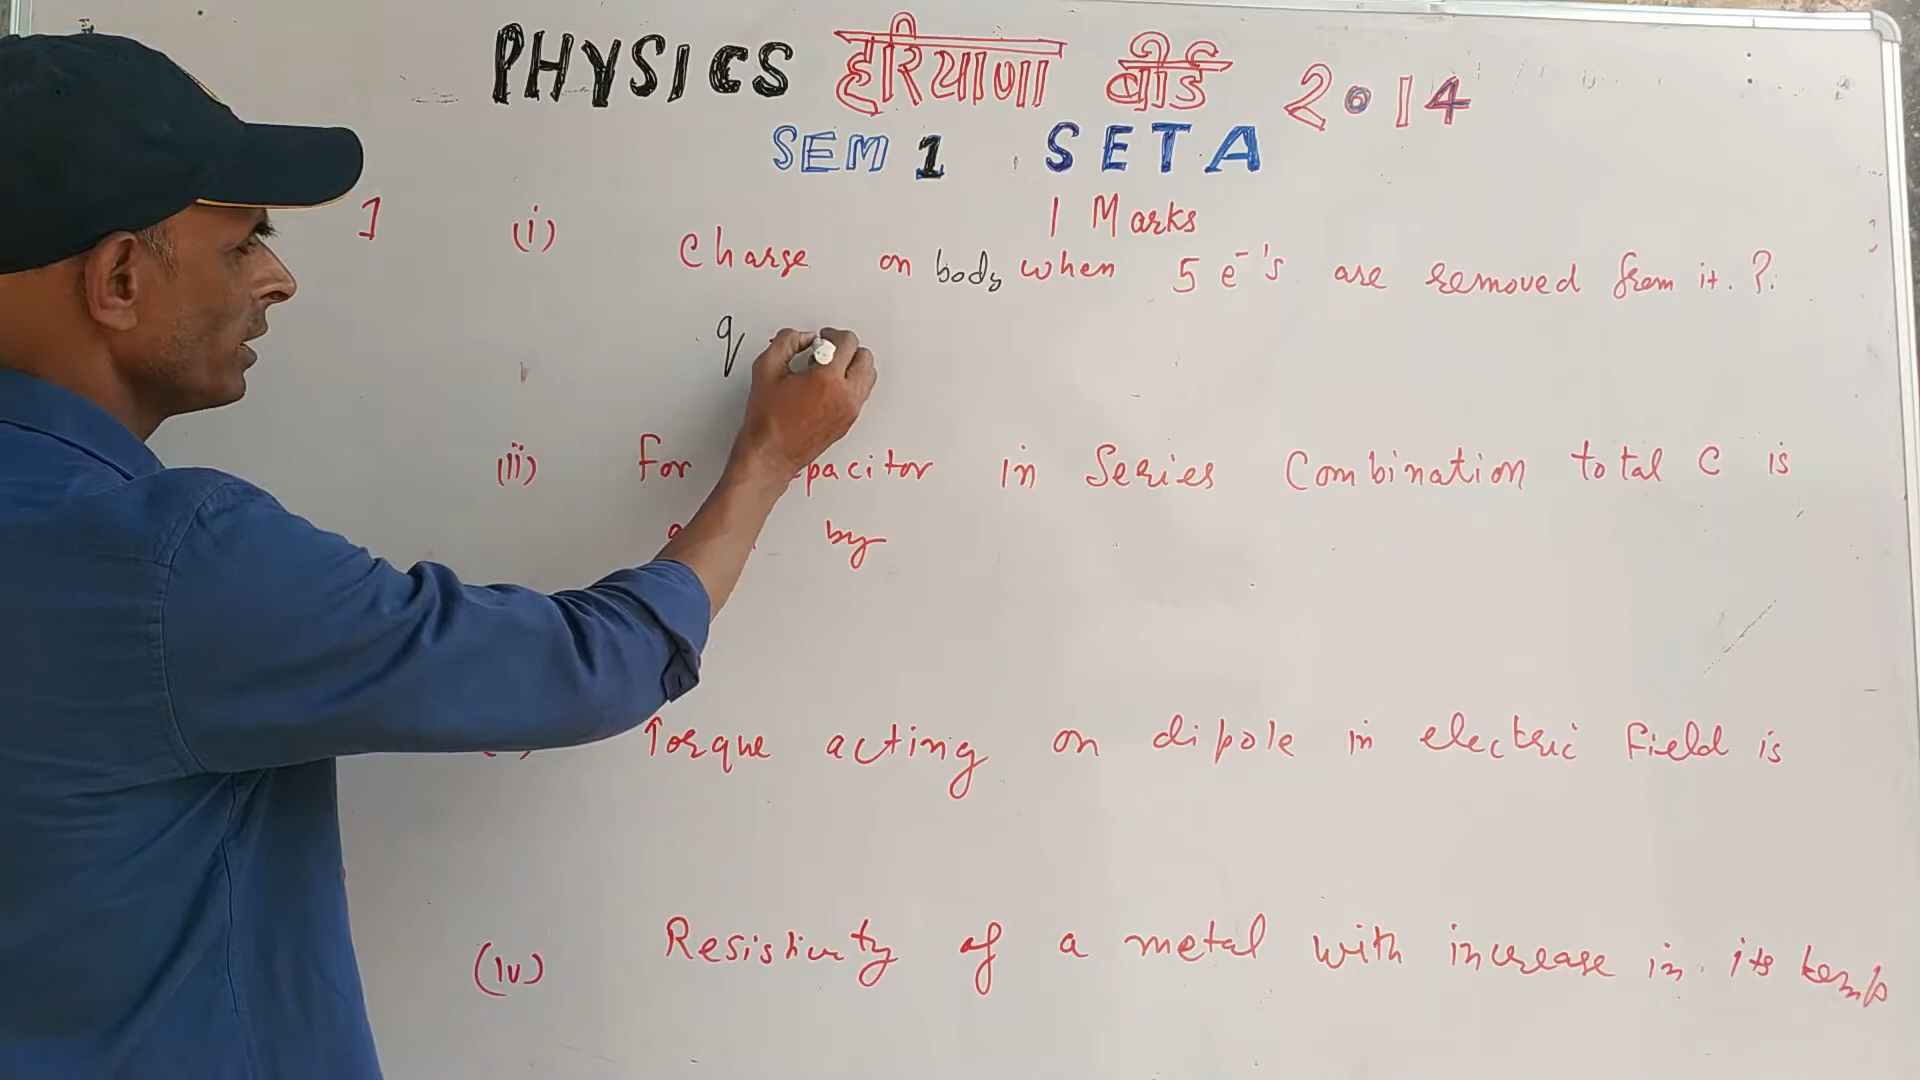 PHYSICS हरियाणा बोर्ड 2014
SEM 1 SET A
1 Marks
1 (i) Charge on body when 5 e⁻'s are removed from it. ?
q
(ii) For capacitor in Series Combination total C is
by
Torque acting on dipole in electric field is
(iv) Resistivity of a metal with increase in its temp